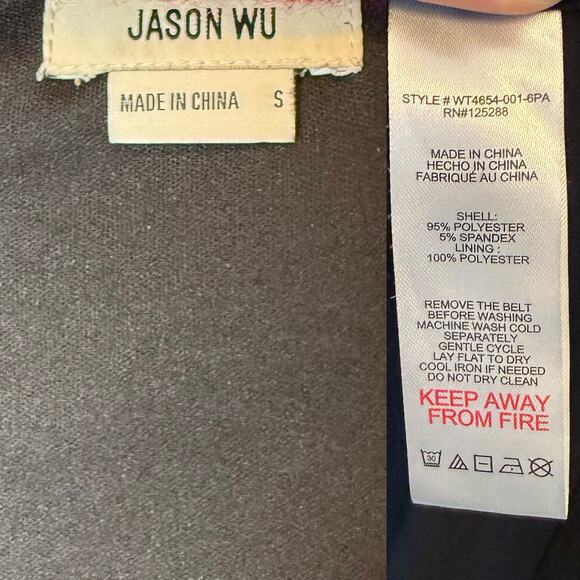 JASON WU
MADE IN CHINA S
STYLE # WT4654-001-6PA
RN#125288
MADE IN CHINA
HECHO IN CHINA
FABRIQUÉ AU CHINA
SHELL:
95% POLYESTER
5% SPANDEX
LINING :
100% POLYESTER
REMOVE THE BELT
BEFORE WASHING
MACHINE WASH COLD
SEPARATELY
GENTLE CYCLE
LAY FLAT TO DRY
COOL IRON IF NEEDED
DO NOT DRY CLEAN
KEEP AWAY
FROM FIRE
30